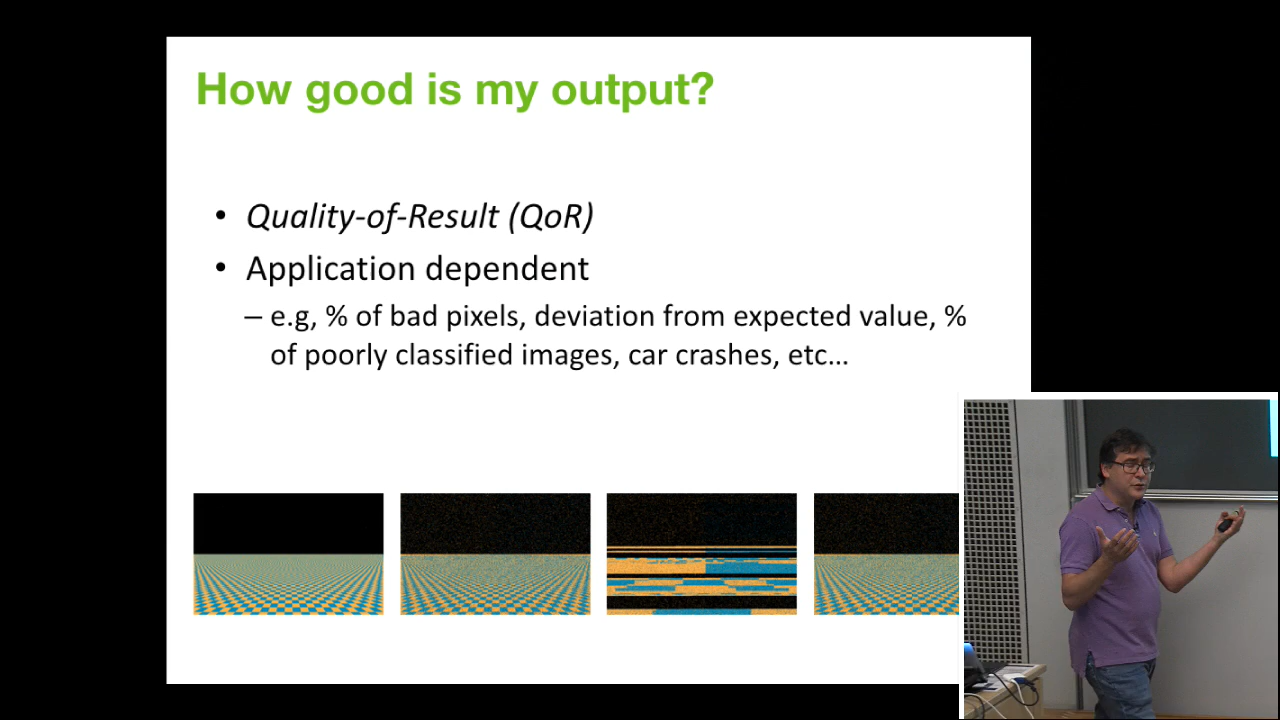 How good is my output?
• Quality-of-Result (QoR)
• Application dependent
– e.g, % of bad pixels, deviation from expected value, %
of poorly classified images, car crashes, etc…